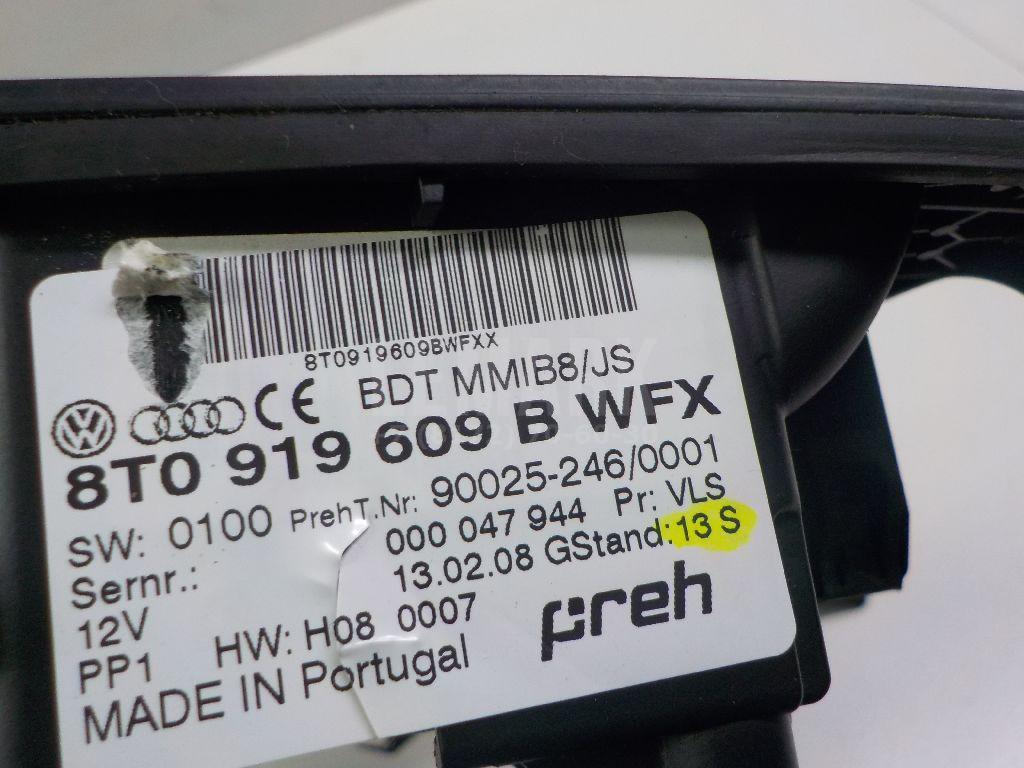 8T0919609BWFXX
CE BDT MMIB8/JS
8T0 919 609 B WFX
SW: 0100 PrehT.Nr: 90025-246/0001
Sernr.: 000 047 944 Pr: VLS
12V 13.02.08 GStand:13 S
PP1 HW: H08 0007
MADE IN Portugal preh